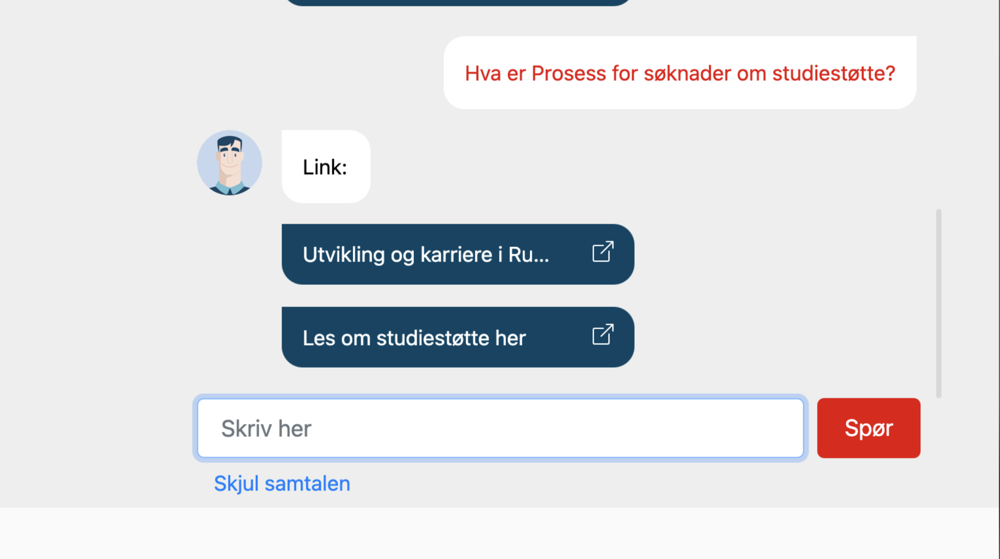 Hva er Prosess for søknader om studiestøtte?
Link:
Utvikling og karriere i Ru...
Les om studiestøtte her
Skriv her
Spør
Skjul samtalen